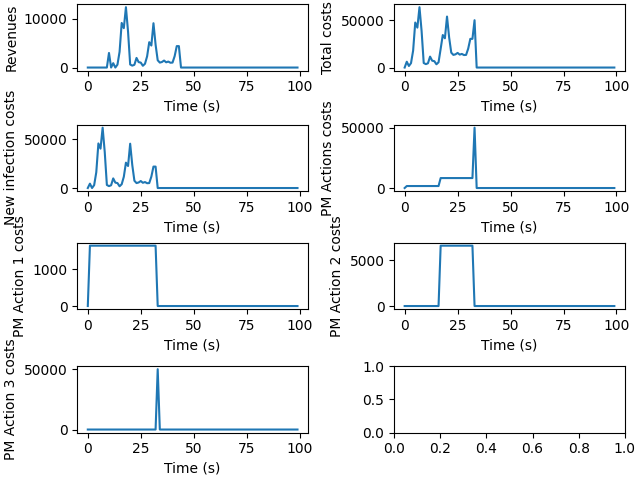 Revenues
10000
0
0 25 50 75 100
Time (s)
Total costs
50000
0
0 25 50 75 100
Time (s)
New infection costs
50000
0
0 25 50 75 100
Time (s)
PM Actions costs
50000
0
0 25 50 75 100
Time (s)
PM Action 1 costs
1000
0
0 25 50 75 100
Time (s)
PM Action 2 costs
5000
0
0 25 50 75 100
Time (s)
PM Action 3 costs
50000
0
0 25 50 75 100
Time (s)
1.0
0.5
0.0
0.0 0.2 0.4 0.6 0.8 1.0